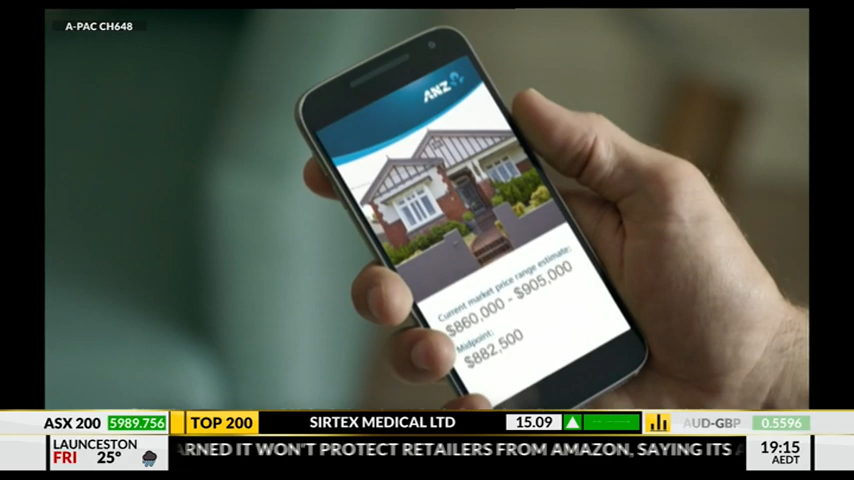 A-PAC CH648
ANZ
Current market price range estimate:
$860,000 - $905,000
Midpoint:
$882,500
ASX 200 5989.756 TOP 200 SIRTEX MEDICAL LTD 15.09 AUD-GBP 0.5596
LAUNCESTON
FRI 25°
ARNED IT WON'T PROTECT RETAILERS FROM AMAZON, SAYING ITS A
19:15
AEDT